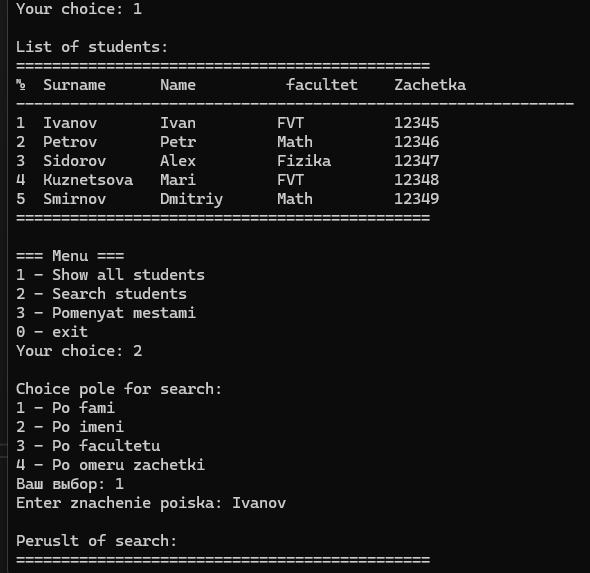 Your choice: 1
List of students:
==============================================
№ Surname Name facultet Zachetka
--------------------------------------------------------------
1 Ivanov Ivan FVT 12345
2 Petrov Petr Math 12346
3 Sidorov Alex Fizika 12347
4 Kuznetsova Mari FVT 12348
5 Smirnov Dmitriy Math 12349
==============================================
=== Menu ===
1 - Show all students
2 - Search students
3 - Pomenyat mestami
0 - exit
Your choice: 2
Choice pole for search:
1 - Po fami
2 - Po imeni
3 - Po facultetu
4 - Po omeru zachetki
Ваш выбор: 1
Enter znachenie poiska: Ivanov
Peruslt of search:
==============================================